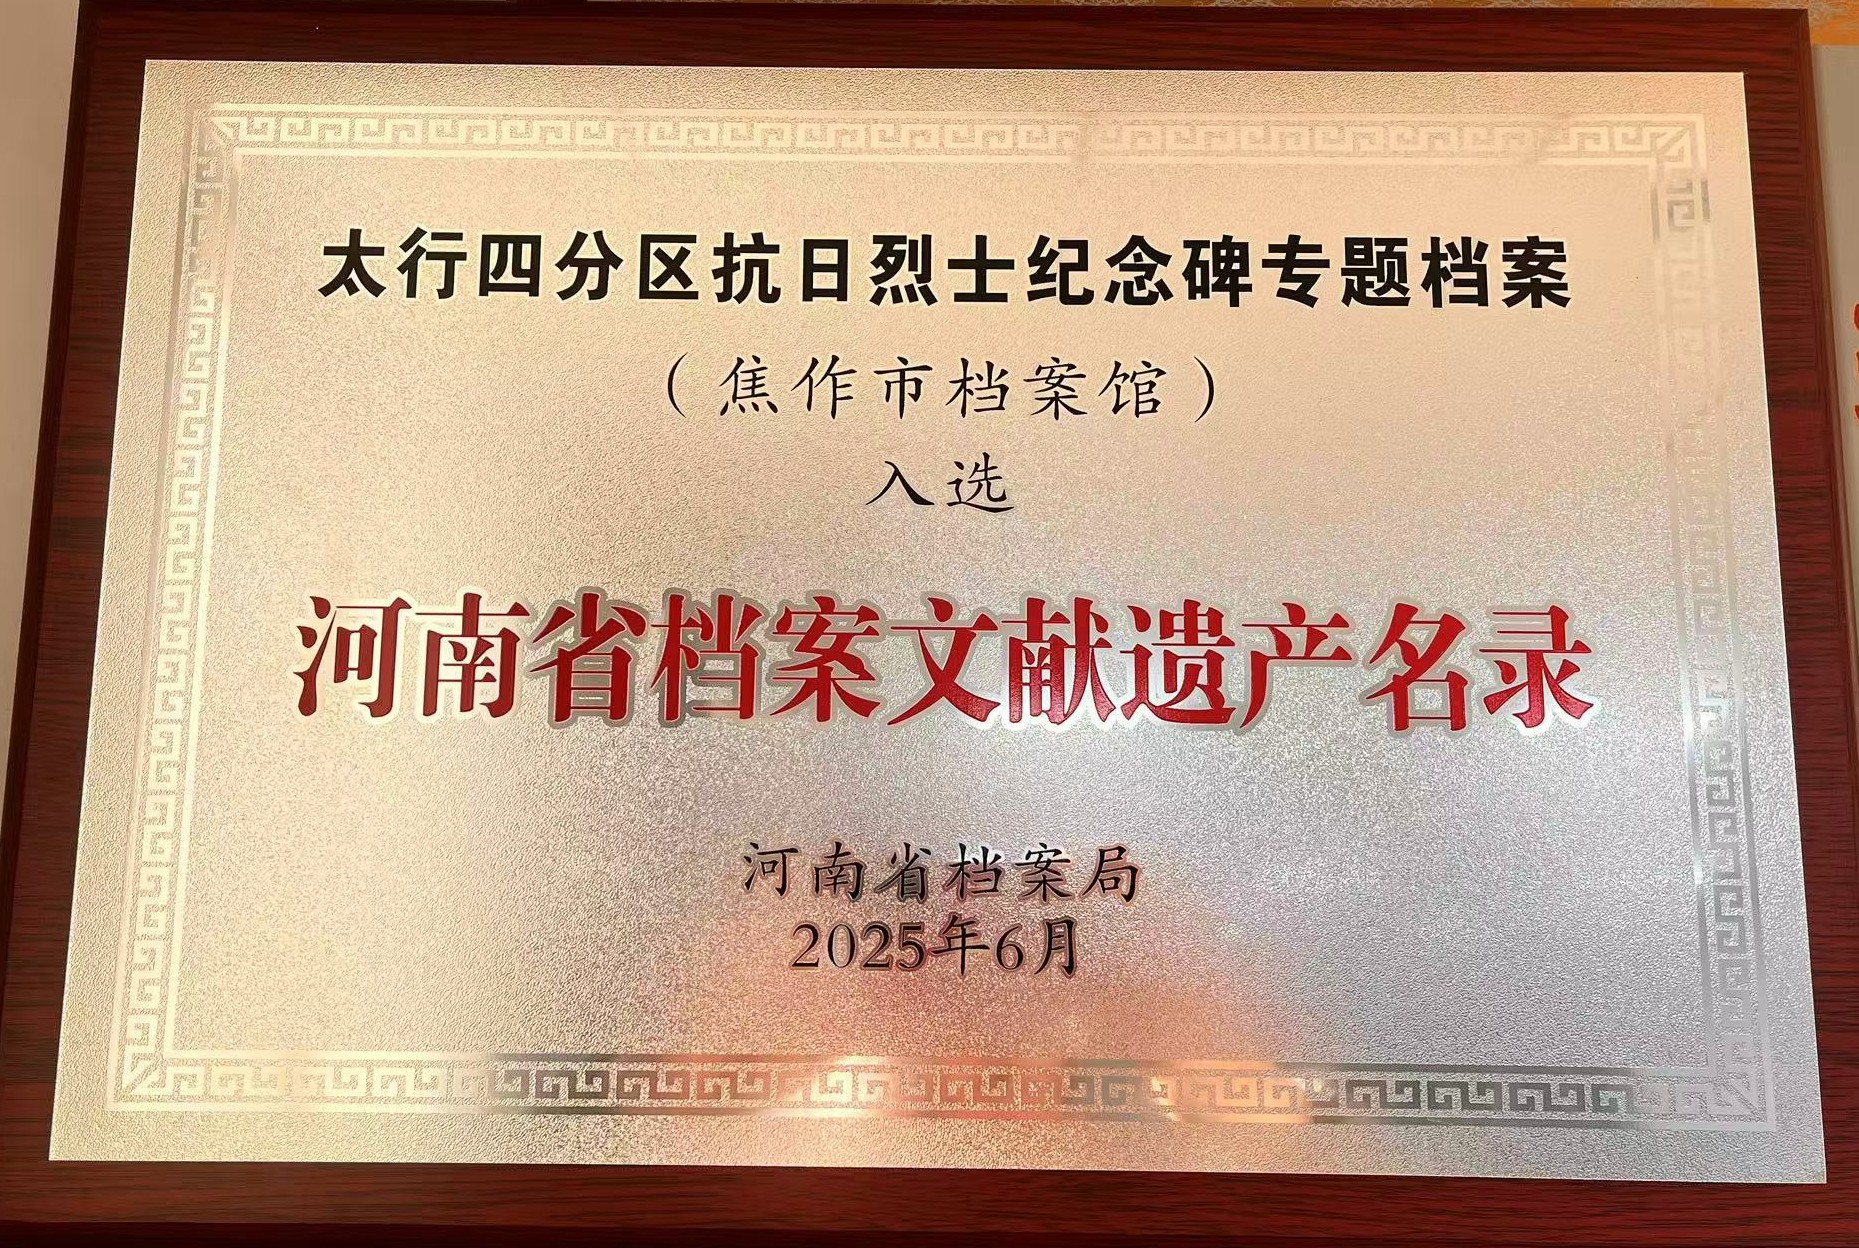 太行四分区抗日烈士纪念碑专题档案
（焦作市档案馆）
入选
河南省档案文献遗产名录
河南省档案局
2025年6月